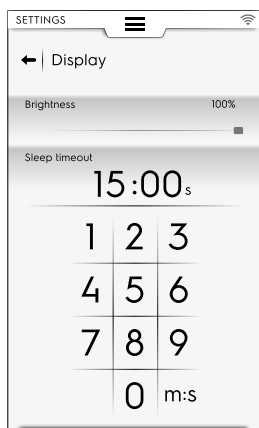 SETTINGS
Display
Brightness 100%
Sleep timeout
15:00s
1 2 3
4 5 6
7 8 9
0 m:s